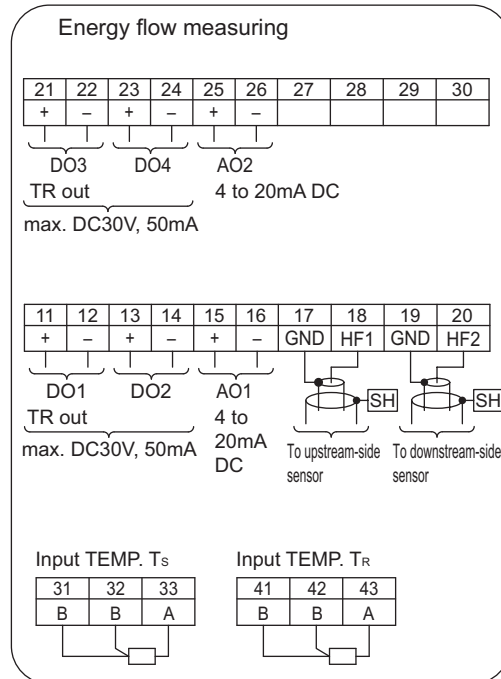 Energy flow measuring
21 22 23 24 25 26 27 28 29 30
+ – + – + –
DO3 DO4 AO2
TR out 4 to 20mA DC
max. DC30V, 50mA
11 12 13 14 15 16 17 18 19 20
+ – + – + – GND HF1 GND HF2
DO1 DO2 AO1
SH SH
TR out 4 to
20mA
DC
max. DC30V, 50mA
To upstream-side
sensor
To downstream-side
sensor
Input TEMP. Ts Input TEMP. TR
31 32 33 41 42 43
B B A B B A